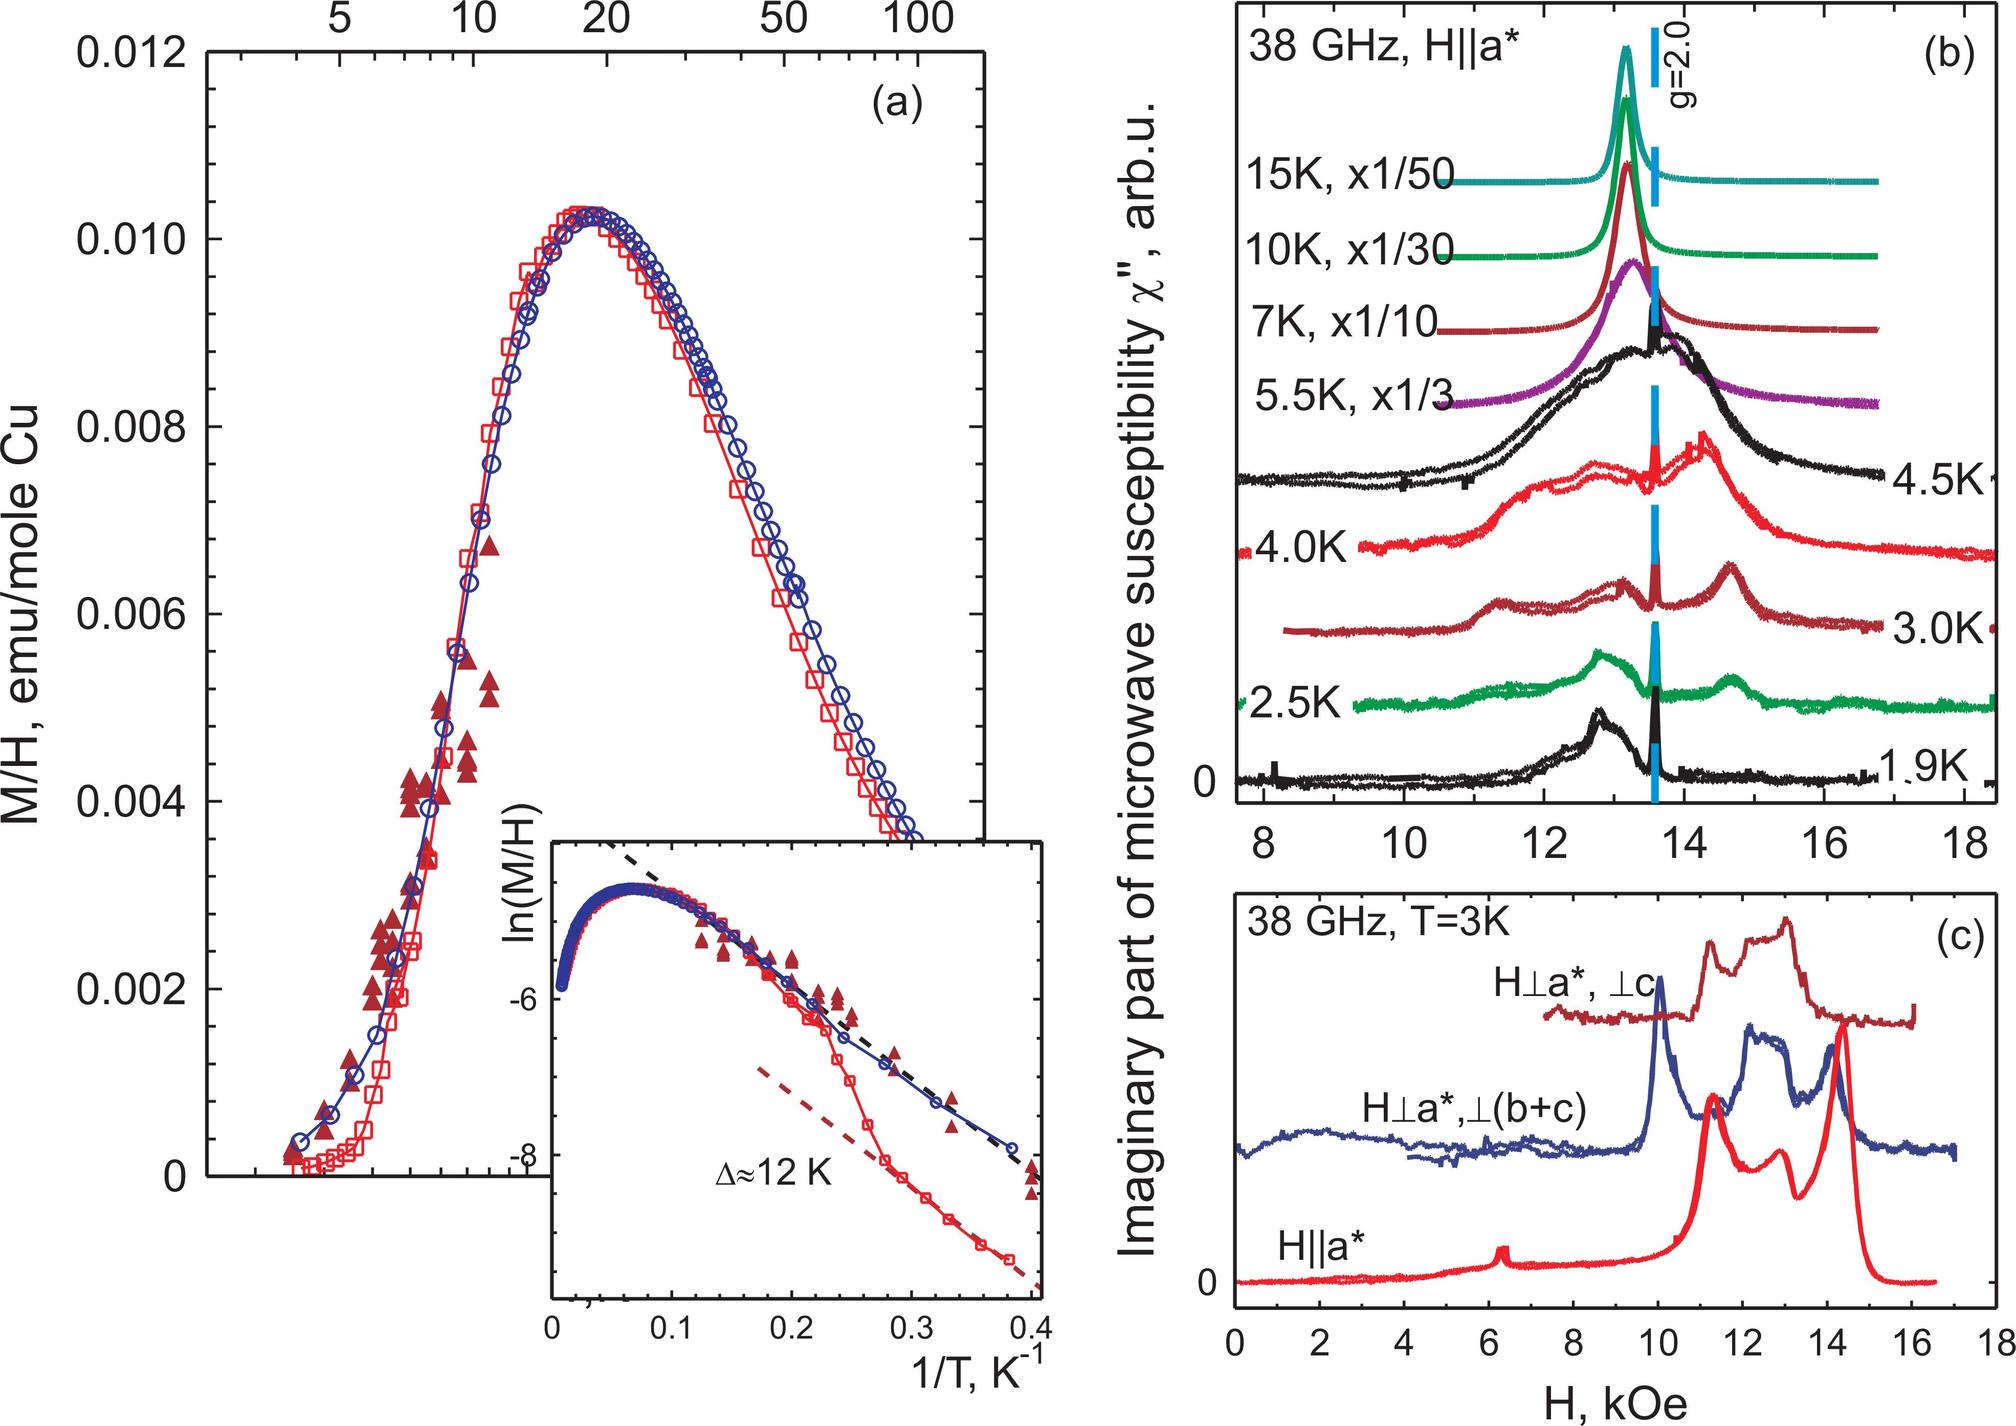 5 10 20 50 100
0.012
0.010
0.008
0.006
0.004
0.002
0
M/H, emu/mole Cu
(a)
ln(M/H)
-6
-8
Δ≈12 K
0 0.1 0.2 0.3 0.4
1/T, K-1
Imaginary part of microwave susceptibility χ'', arb.u.
38 GHz, H||a*
(b)
g=2.0
15K, x1/50
10K, x1/30
7K, x1/10
5.5K, x1/3
4.5K
4.0K
3.0K
2.5K
1.9K
0
8 10 12 14 16 18
38 GHz, T=3K
(c)
H⊥a*, ⊥c
H⊥a*,⊥(b+c)
H||a*
0
0 2 4 6 8 10 12 14 16 18
H, kOe